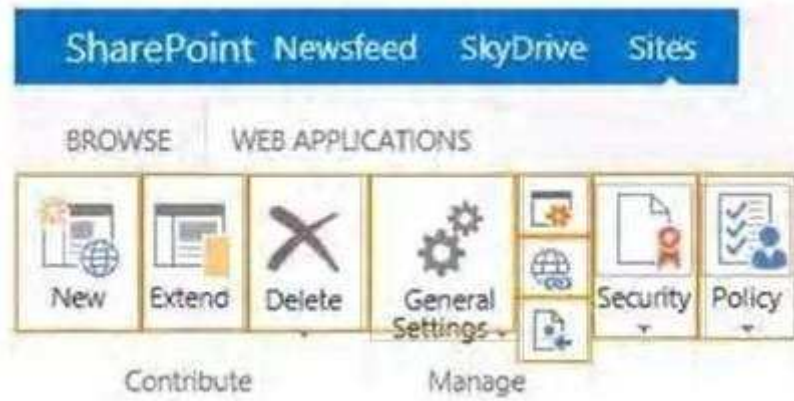 SharePoint Newsfeed SkyDrive Sites
BROWSE WEB APPLICATIONS
New Extend Delete General Settings Security Policy
Contribute Manage